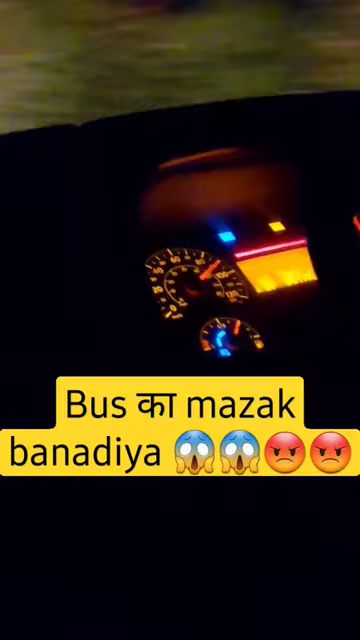 Bus का mazak
banadiya 😱😱😡😡